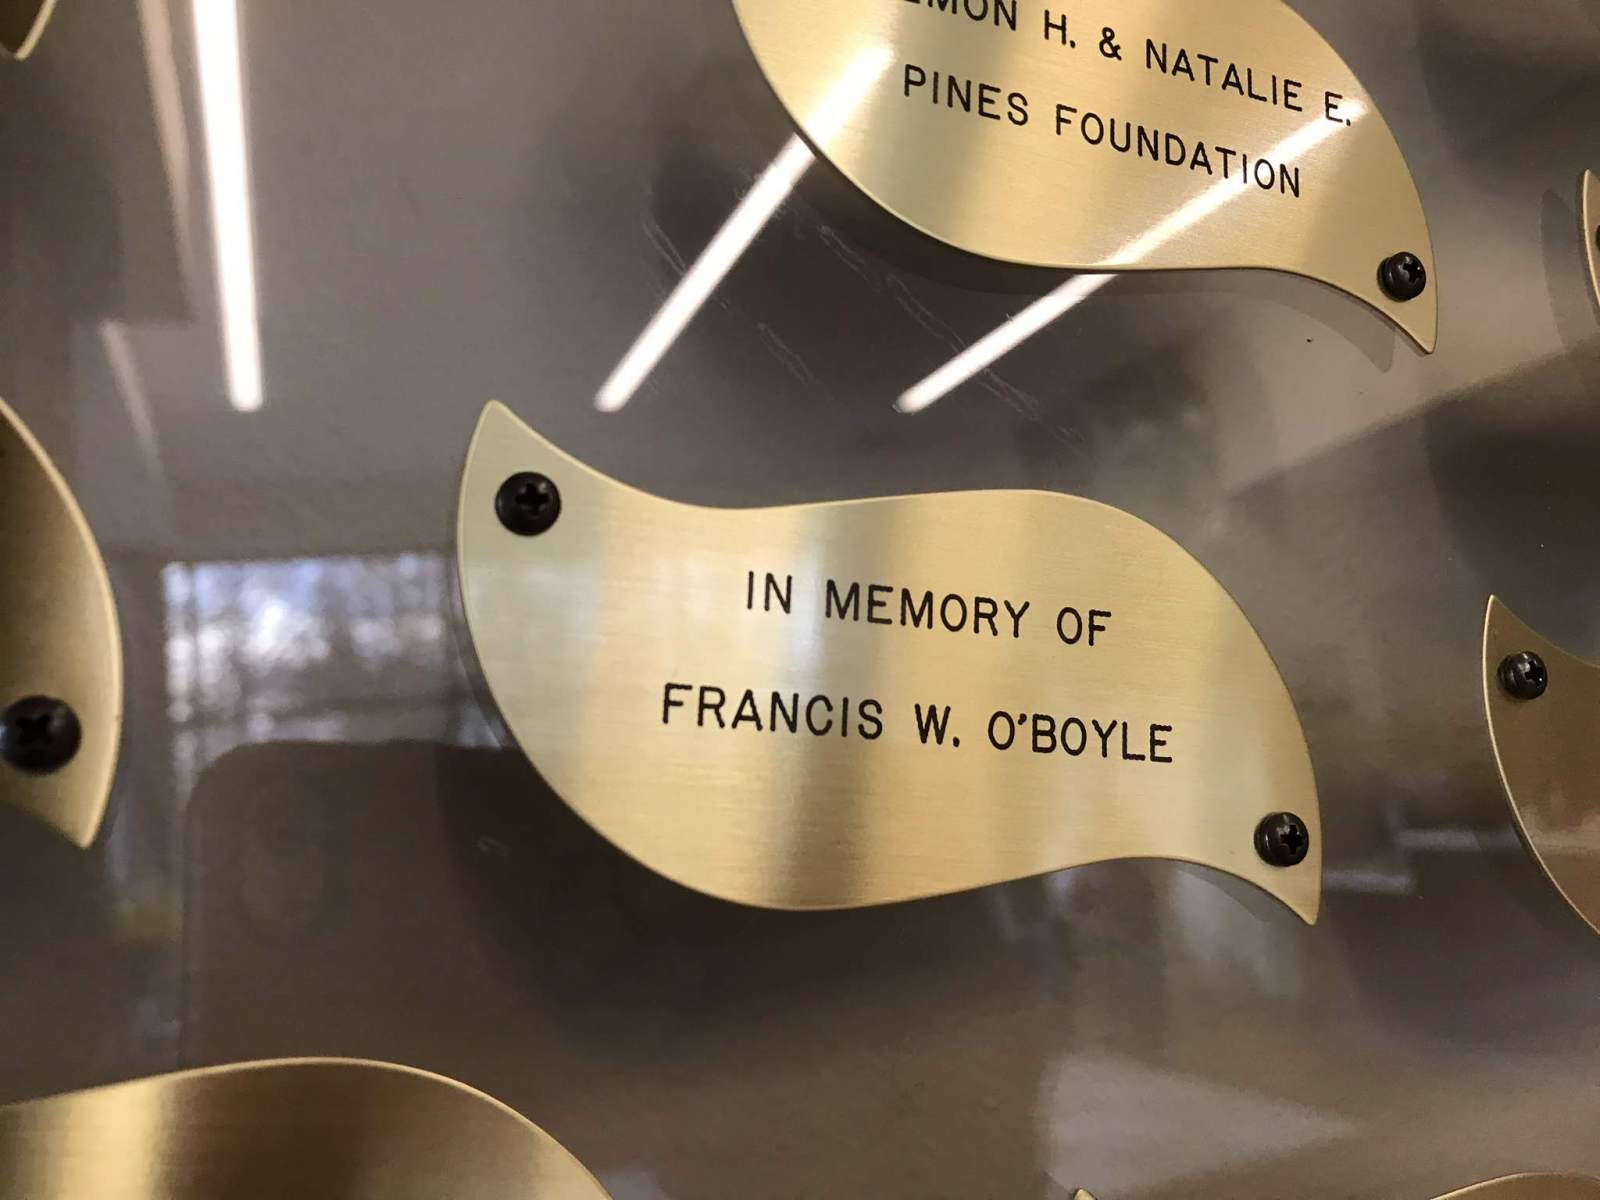 H. & NATALIE E.
PINES FOUNDATION
IN MEMORY OF
FRANCIS W. O'BOYLE